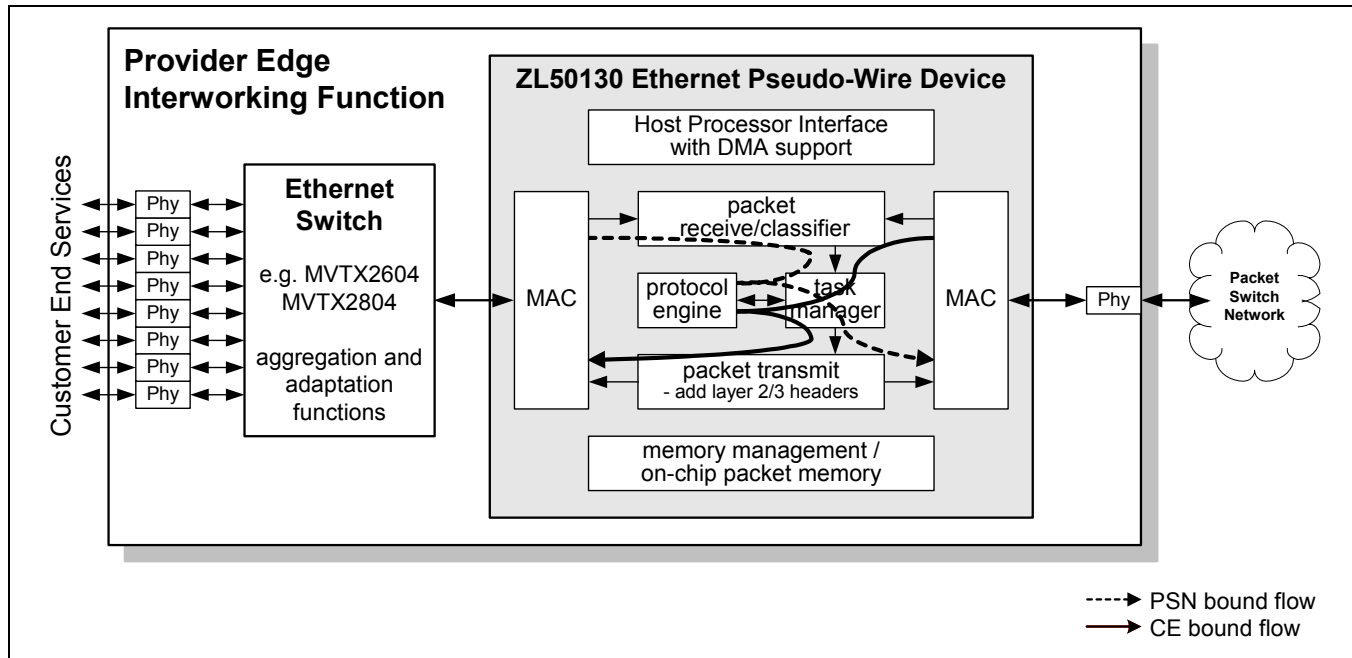 Provider Edge
Interworking Function
ZL50130 Ethernet Pseudo-Wire Device
Host Processor Interface
with DMA support
Customer End Services
Phy
Phy
Phy
Phy
Phy
Phy
Phy
Phy
Ethernet
Switch
e.g. MVTX2604
MVTX2804
aggregation and
adaptation
functions
MAC
packet
receive/classifier
protocol
engine
task
manager
packet transmit
- add layer 2/3 headers
MAC
memory management /
on-chip packet memory
Phy
Packet
Switch
Network
PSN bound flow
CE bound flow